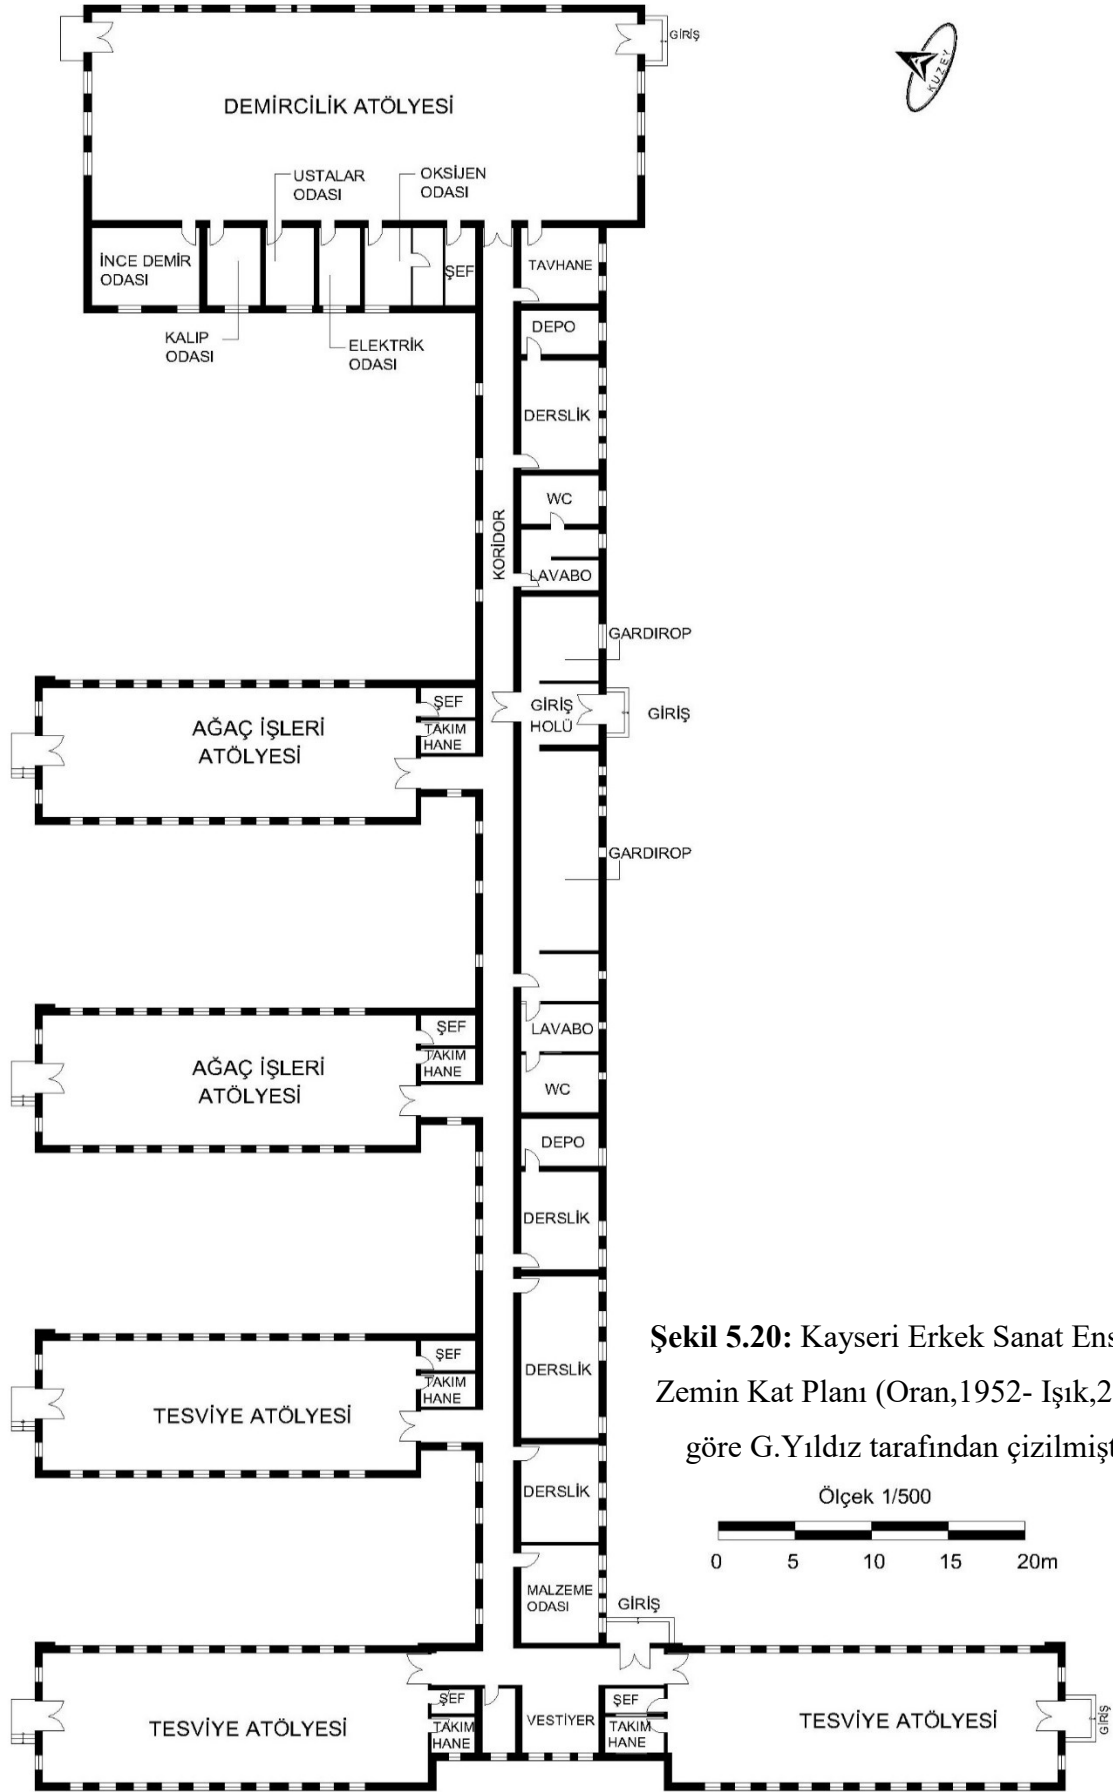 GİRİŞ
KUZEY
DEMİRCİLİK ATÖLYESİ
USTALAR
ODASI
OKSİJEN
ODASI
İNCE DEMİR
ODASI
ŞEF
TAVHANE
KALIP
ODASI
ELEKTRİK
ODASI
DEPO
DERSLİK
WC
KORİDOR
LAVABO
GARDIROP
AĞAÇ İŞLERİ
ATÖLYESİ
ŞEF
TAKIM
HANE
GİRİŞ
HOLÜ
GİRİŞ
GARDIROP
AĞAÇ İŞLERİ
ATÖLYESİ
ŞEF
TAKIM
HANE
LAVABO
WC
DEPO
DERSLİK
TESVİYE ATÖLYESİ
ŞEF
TAKIM
HANE
DERSLİK
Şekil 5.20: Kayseri Erkek Sanat Ens
Zemin Kat Planı (Oran,1952- Işık,2
göre G.Yıldız tarafından çizilmişt
DERSLİK
Ölçek 1/500
0 5 10 15 20m
MALZEME
ODASI
GİRİŞ
TESVİYE ATÖLYESİ
ŞEF
TAKIM
HANE
VESTİYER
ŞEF
TAKIM
HANE
TESVİYE ATÖLYESİ
GİRİŞ